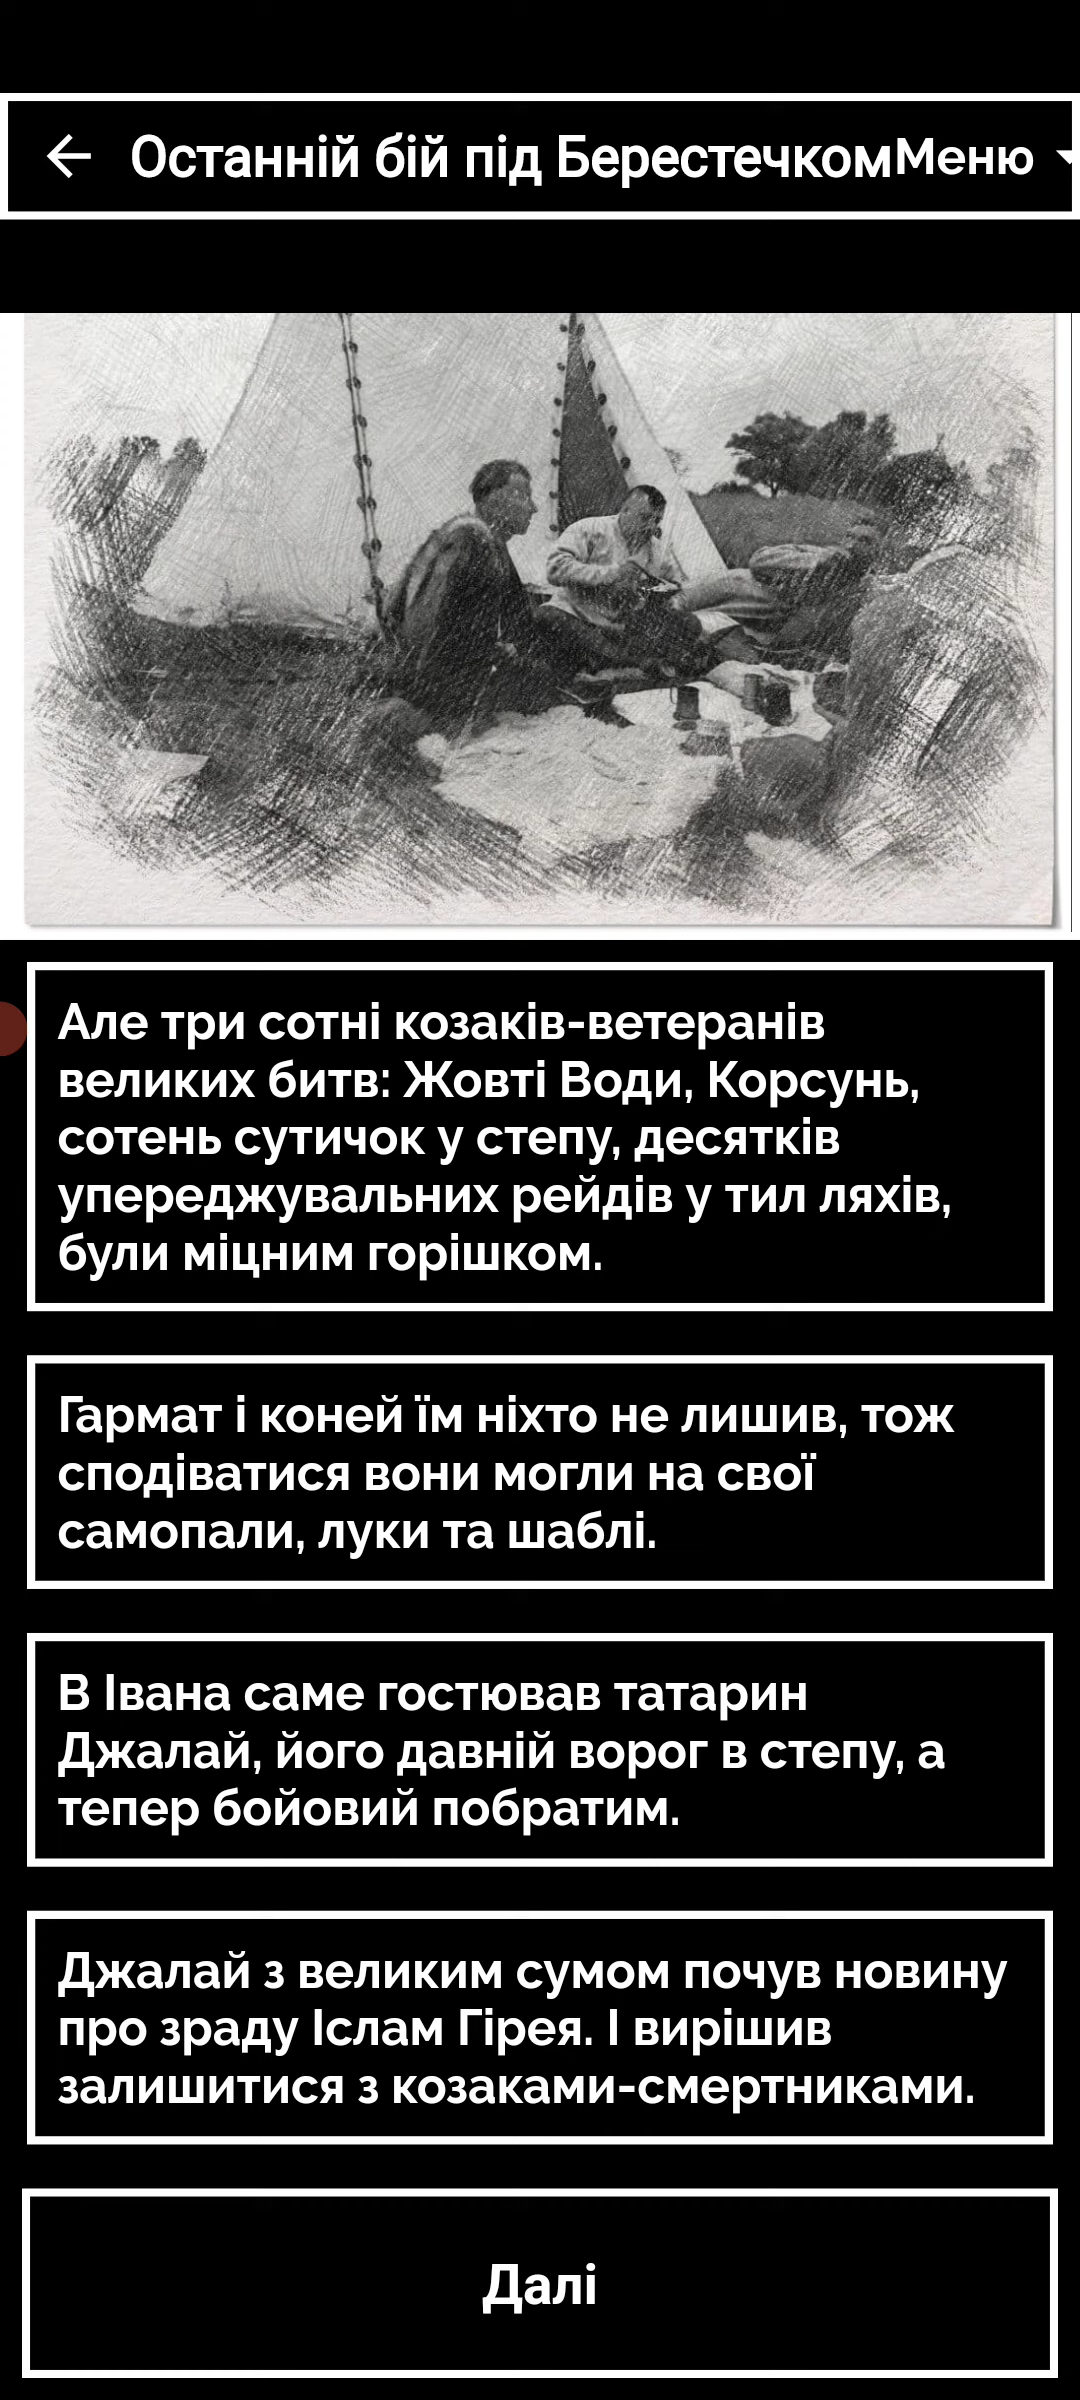 Останній бій під Берестечком Меню
Але три сотні козаків-ветеранів
великих битв: Жовті Води, Корсунь,
сотень сутичок у степу, десятків
упереджувальних рейдів у тил ляхів,
були міцним горішком.
Гармат і коней їм ніхто не лишив, тож
сподіватися вони могли на свої
самопали, луки та шаблі.
В Івана саме гостював татарин
Джалай, його давній ворог в степу, а
тепер бойовий побратим.
Джалай з великим сумом почув новину
про зраду Іслам Гірея. І вирішив
залишитися з козаками-смертниками.
Далі